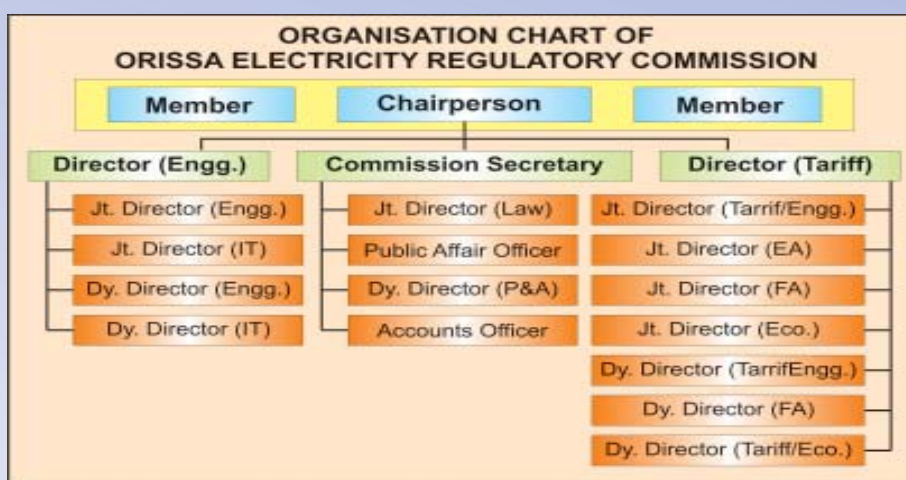 ORGANISATION CHART OF
ORISSA ELECTRICITY REGULATORY COMMISSION
Member
Chairperson
Member
Director (Engg.)
Jt. Director (Engg.)
Jt. Director (IT)
Dy. Director (Engg.)
Dy. Director (IT)
Commission Secretary
Jt. Director (Law)
Public Affair Officer
Dy. Director (P&A)
Accounts Officer
Director (Tariff)
Jt. Director (Tarrif/Engg.)
Jt. Director (EA)
Jt. Director (FA)
Jt. Director (Eco.)
Dy. Director (TarrifEngg.)
Dy. Director (FA)
Dy. Director (Tariff/Eco.)